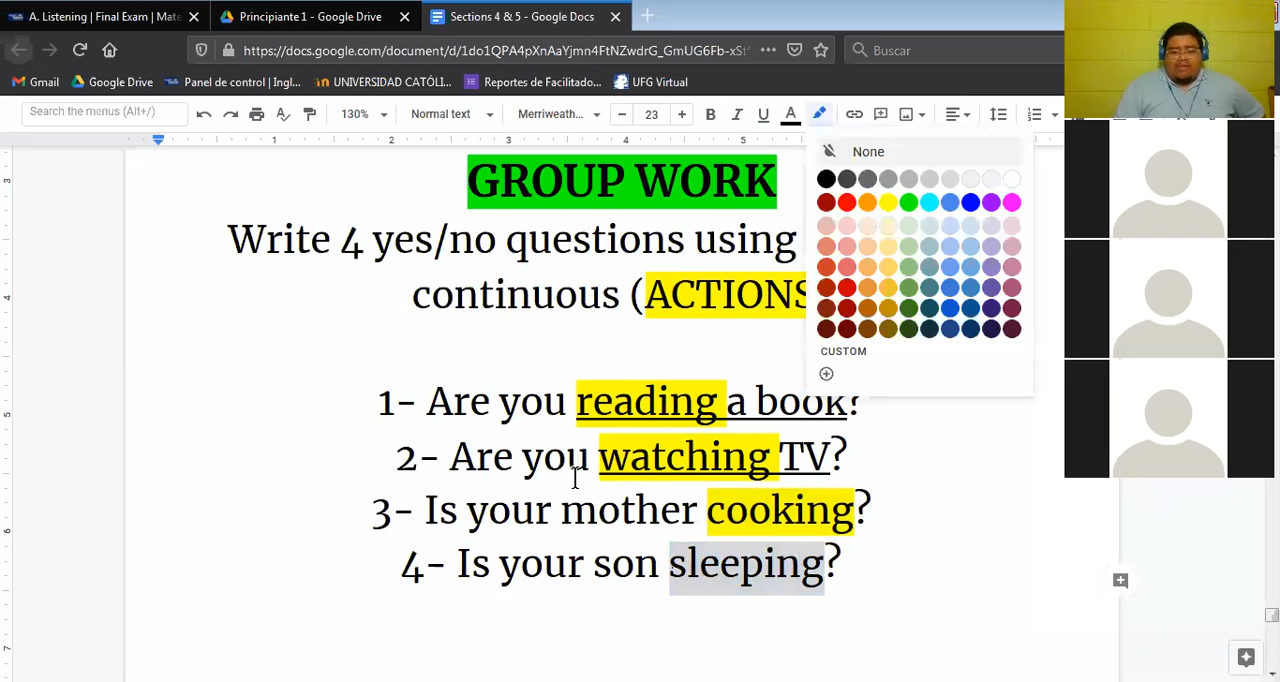 A. Listening | Final Exam | Mate
Principiante 1 - Google Drive
Sections 4 & 5 - Google Docs
https://docs.google.com/document/d/1do1QPA4pXnAaYjmn4FtNZwdrG_GmUG6Fb-xSt
Buscar
Gmail
Google Drive
Panel de control | Ingl...
UNIVERSIDAD CATÓLI...
Reportes de Facilitado...
UFG Virtual
Search the menus (Alt+/)
130%
Normal text
Merriweath...
23
B I U A
None
CUSTOM
GROUP WORK
Write 4 yes/no questions using
continuous (ACTIONS
1- Are you reading a book?
2- Are you watching TV?
3- Is your mother cooking?
4- Is your son sleeping?